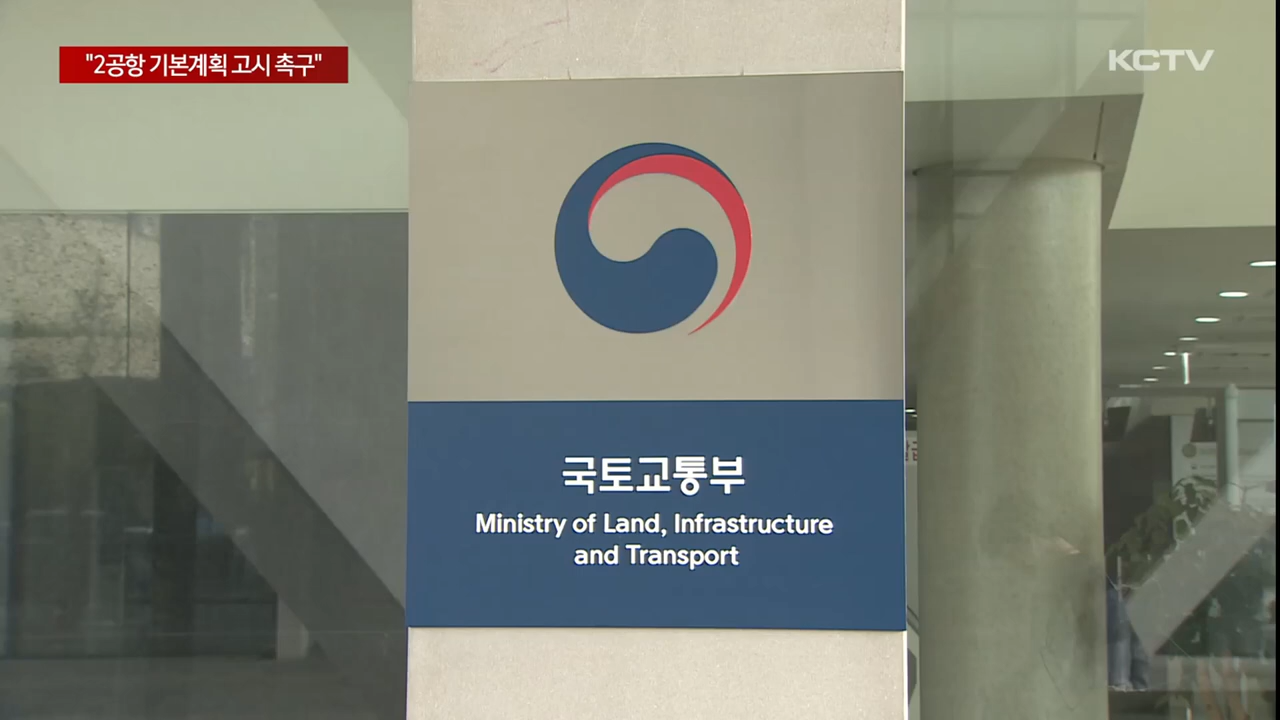 "2공항 기본계획 고시 촉구"
KCTV
국토교통부
Ministry of Land, Infrastructure
and Transport